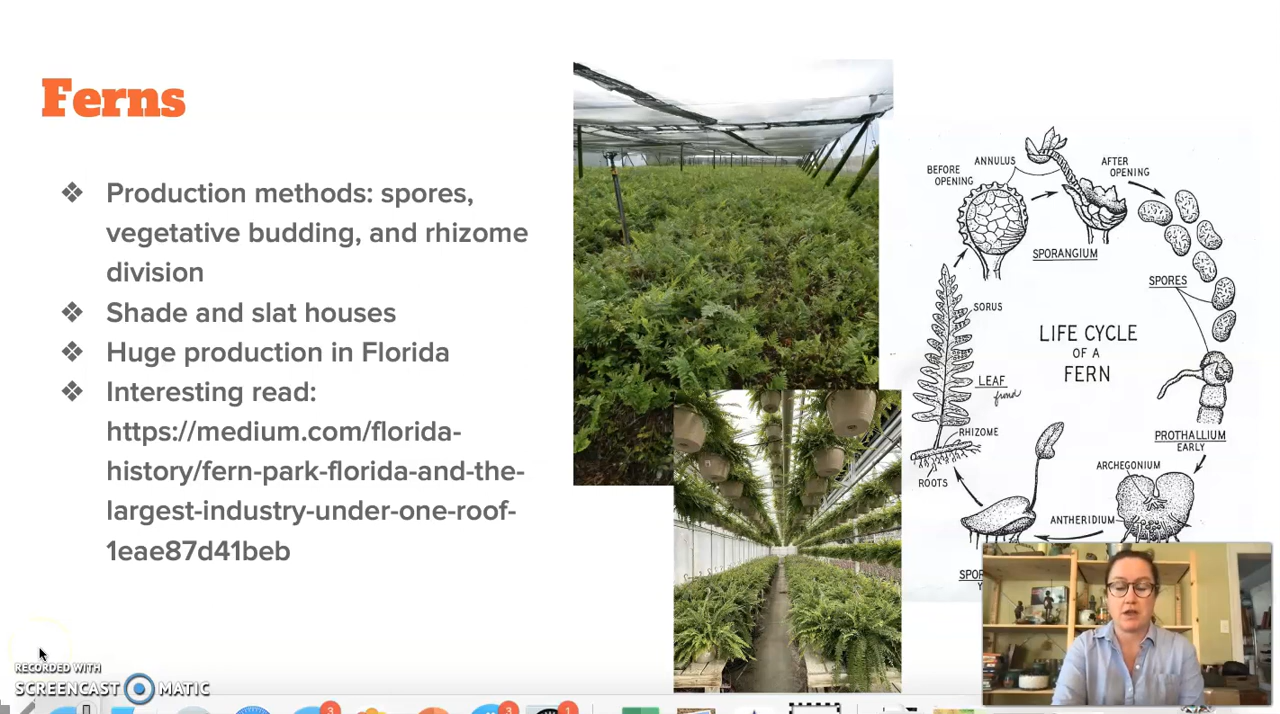 Ferns
❖ Production methods: spores,
vegetative budding, and rhizome
division
❖ Shade and slat houses
❖ Huge production in Florida
❖ Interesting read:
https://medium.com/florida-
history/fern-park-florida-and-the-
largest-industry-under-one-roof-
1eae87d41beb
BEFORE
OPENING
ANNULUS
AFTER
OPENING
SPORANGIUM
SPORES
SORUS
LIFE CYCLE
OF A
FERN
LEAF
frond
RHIZOME
ROOTS
PROTHALLIUM
EARLY
ARCHEGONIUM
ANTHERIDIUM
RECORDED WITH
SCREENCAST MATIC
3
3
1